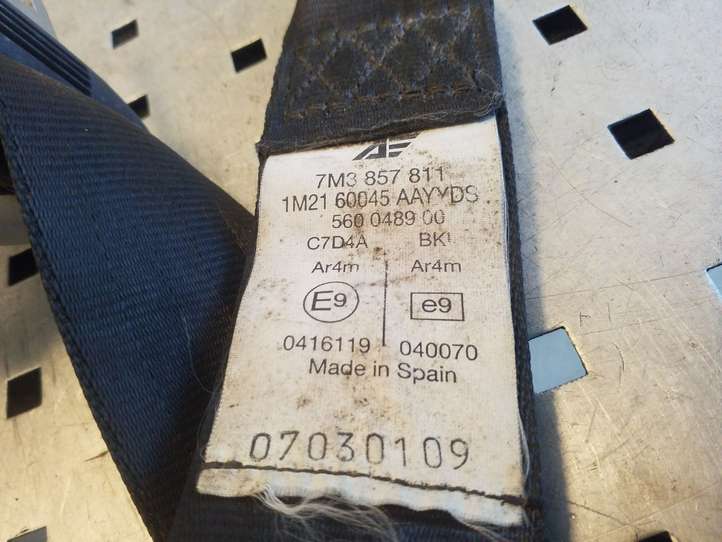 AE
7M3 857 811
1M21 60045 AAYYDS
560 0489 00
C7D4A BK
Ar4m Ar4m
E9 e9
0416119 040070
Made in Spain
07030109